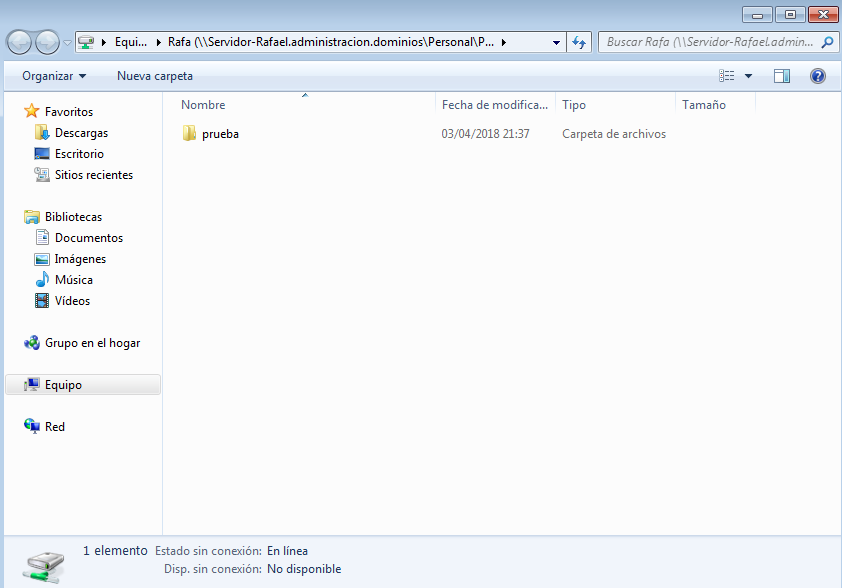 Equi... Rafa (\\Servidor-Rafael.administracion.dominios\Personal\P...
Buscar Rafa (\\Servidor-Rafael.admin...
Organizar Nueva carpeta
Nombre Fecha de modifica... Tipo Tamaño
prueba 03/04/2018 21:37 Carpeta de archivos
Favoritos
Descargas
Escritorio
Sitios recientes
Bibliotecas
Documentos
Imágenes
Música
Vídeos
Grupo en el hogar
Equipo
Red
1 elemento Estado sin conexión: En línea
Disp. sin conexión: No disponible